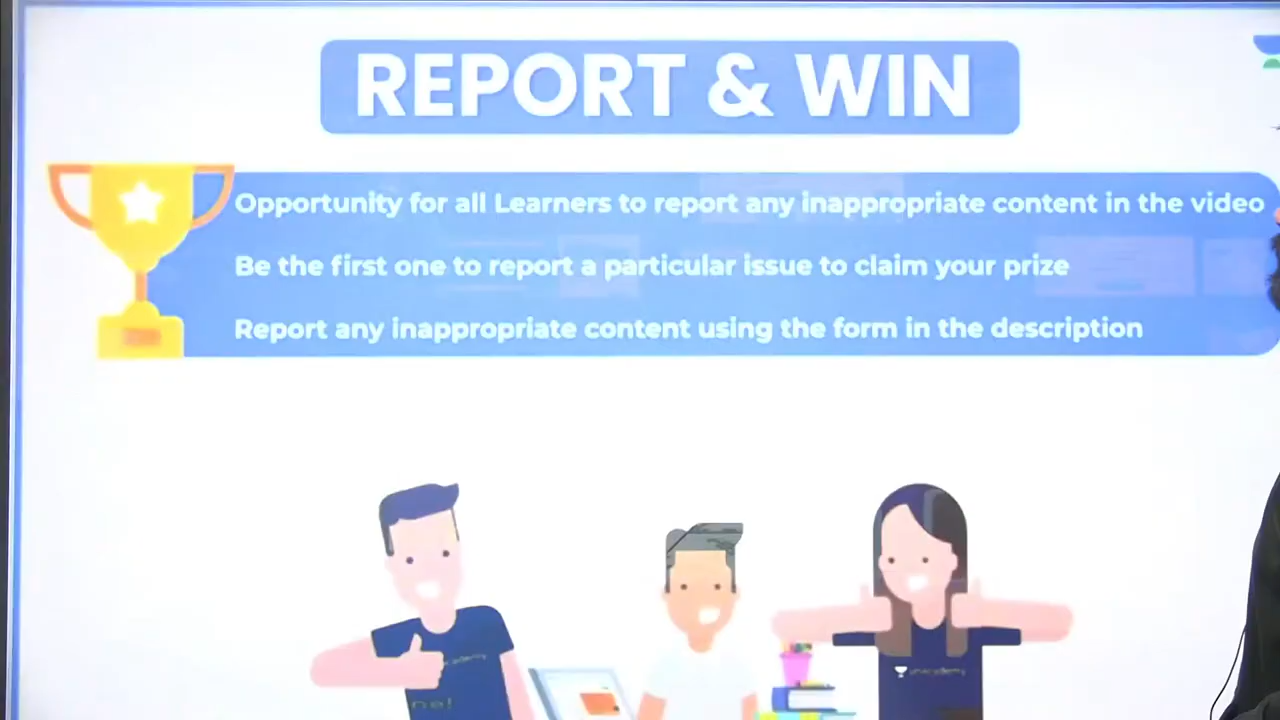 REPORT & WIN
Opportunity for all Learners to report any inappropriate content in the video
Be the first one to report a particular issue to claim your prize
Report any inappropriate content using the form in the description
unacademy